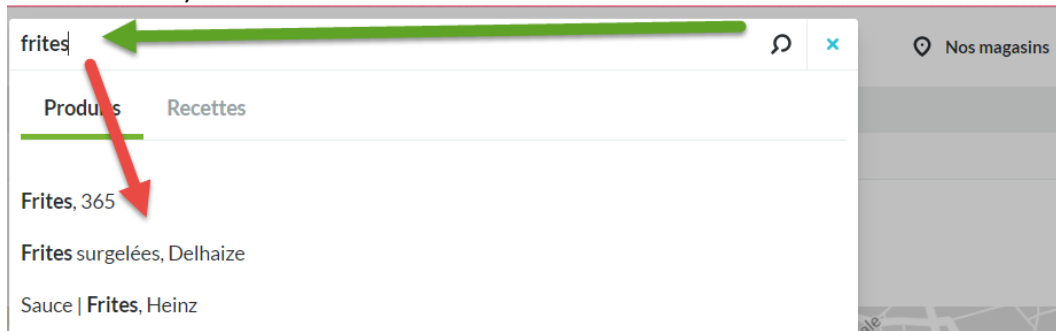 frites
Nos magasins
Produits Recettes
Frites, 365
Frites surgelées, Delhaize
Sauce | Frites, Heinz